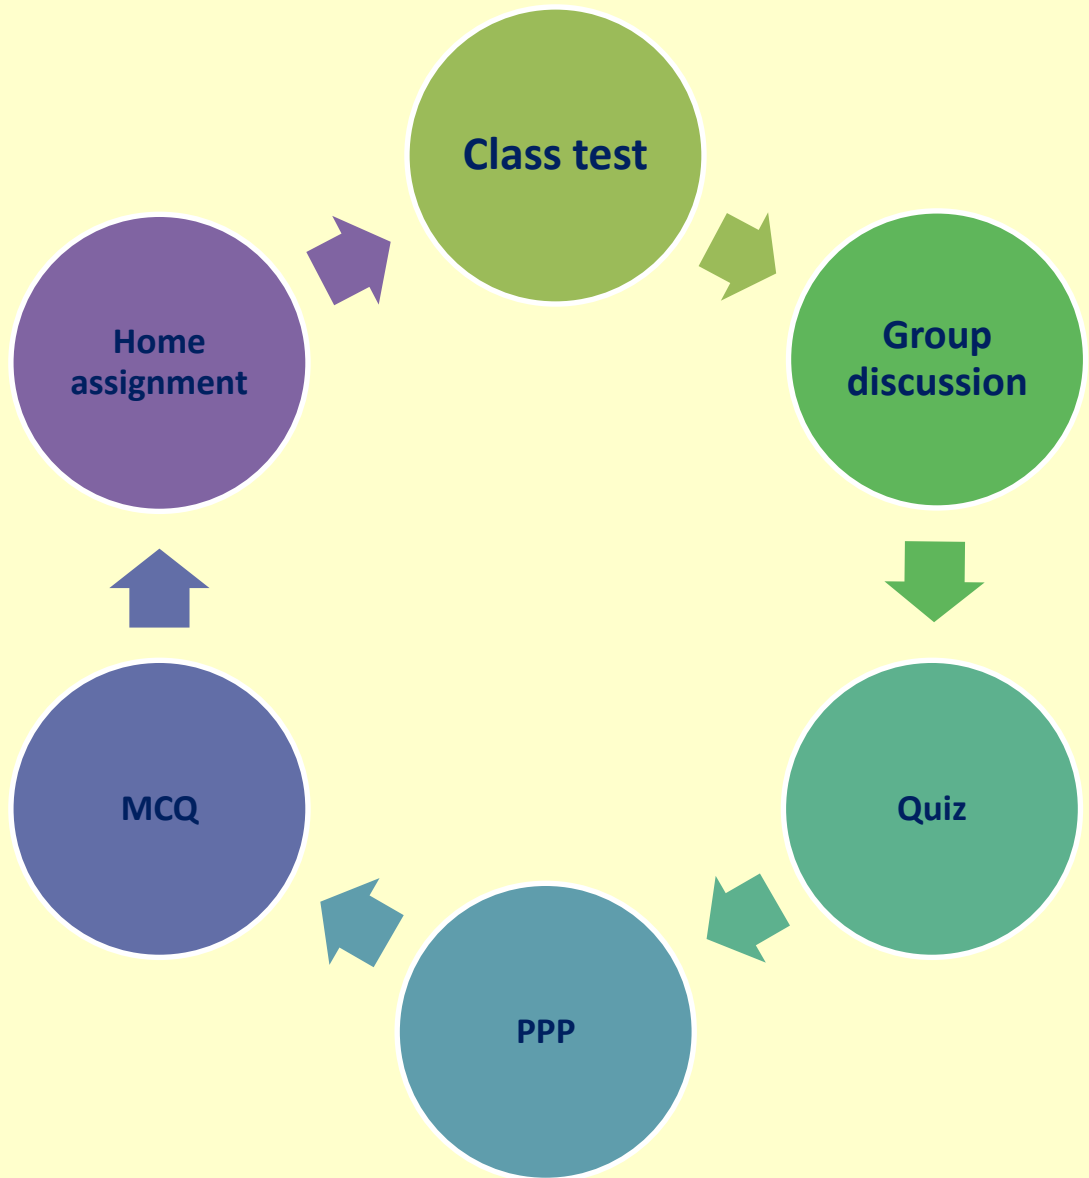 Class test
Group
discussion
Quiz
PPP
MCQ
Home
assignment